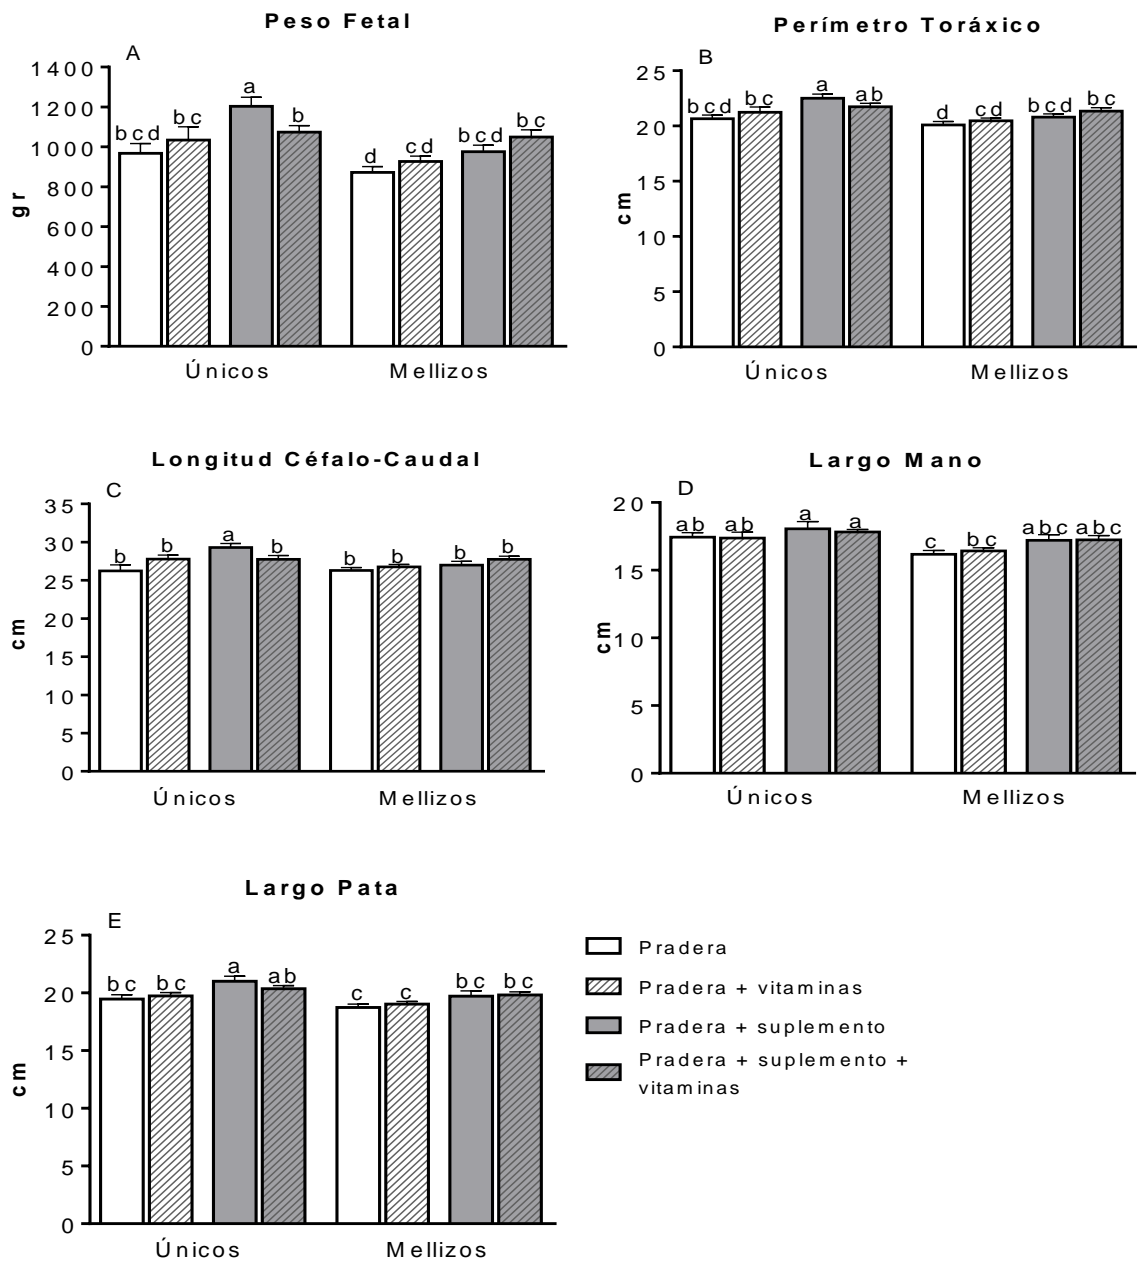 Peso Fetal
A
1400
1200
1000
800
600
400
200
0
gr
bcd
bc
a
b
d
cd
bcd
bc
Únicos
Mellizos
Perímetro Toráxico
B
25
20
15
10
5
0
cm
bcd
bc
a
ab
d
cd
bcd
bc
Únicos
Mellizos
Longitud Céfalo-Caudal
C
35
30
25
20
15
10
5
0
cm
b
b
a
b
b
b
b
b
Únicos
Mellizos
Largo Mano
D
20
15
10
5
0
cm
ab
ab
a
a
c
bc
abc
abc
Únicos
Mellizos
Largo Pata
E
25
20
15
10
5
0
cm
bc
bc
a
ab
c
c
bc
bc
Únicos
Mellizos
Pradera
Pradera + vitaminas
Pradera + suplemento
Pradera + suplemento +
vitaminas